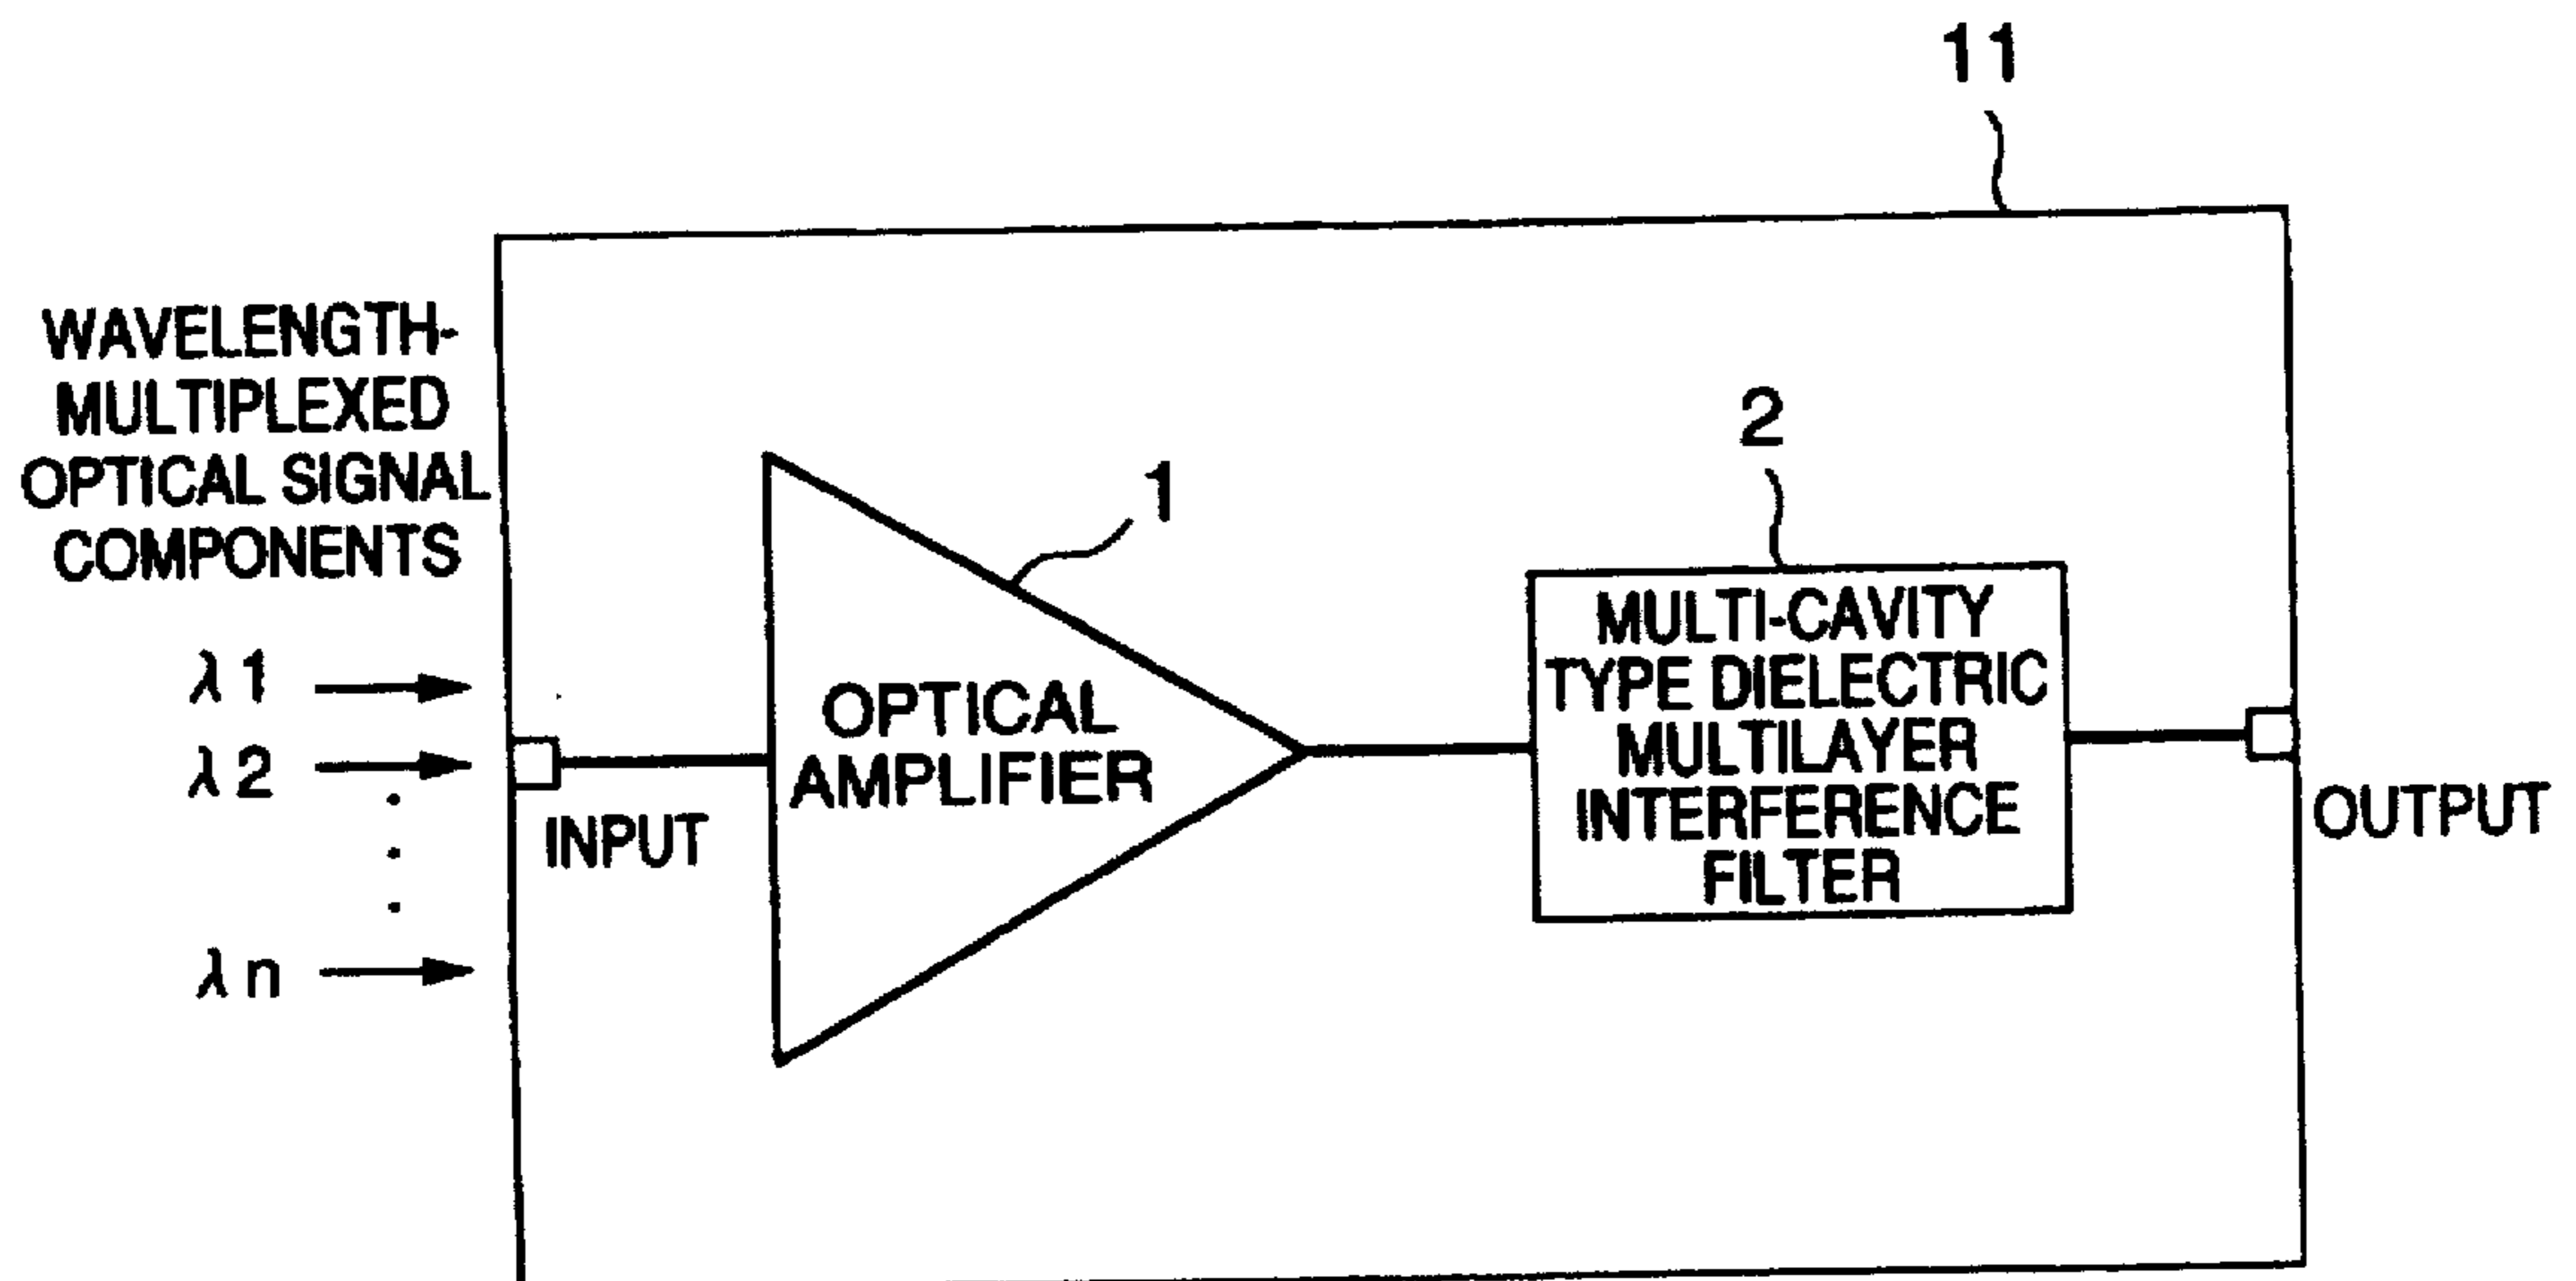 11
WAVELENGTH-
MULTIPLEXED
OPTICAL SIGNAL
COMPONENTS
λ1
λ2
λn
INPUT
1
OPTICAL
AMPLIFIER
2
MULTI-CAVITY
TYPE DIELECTRIC
MULTILAYER
INTERFERENCE
FILTER
OUTPUT